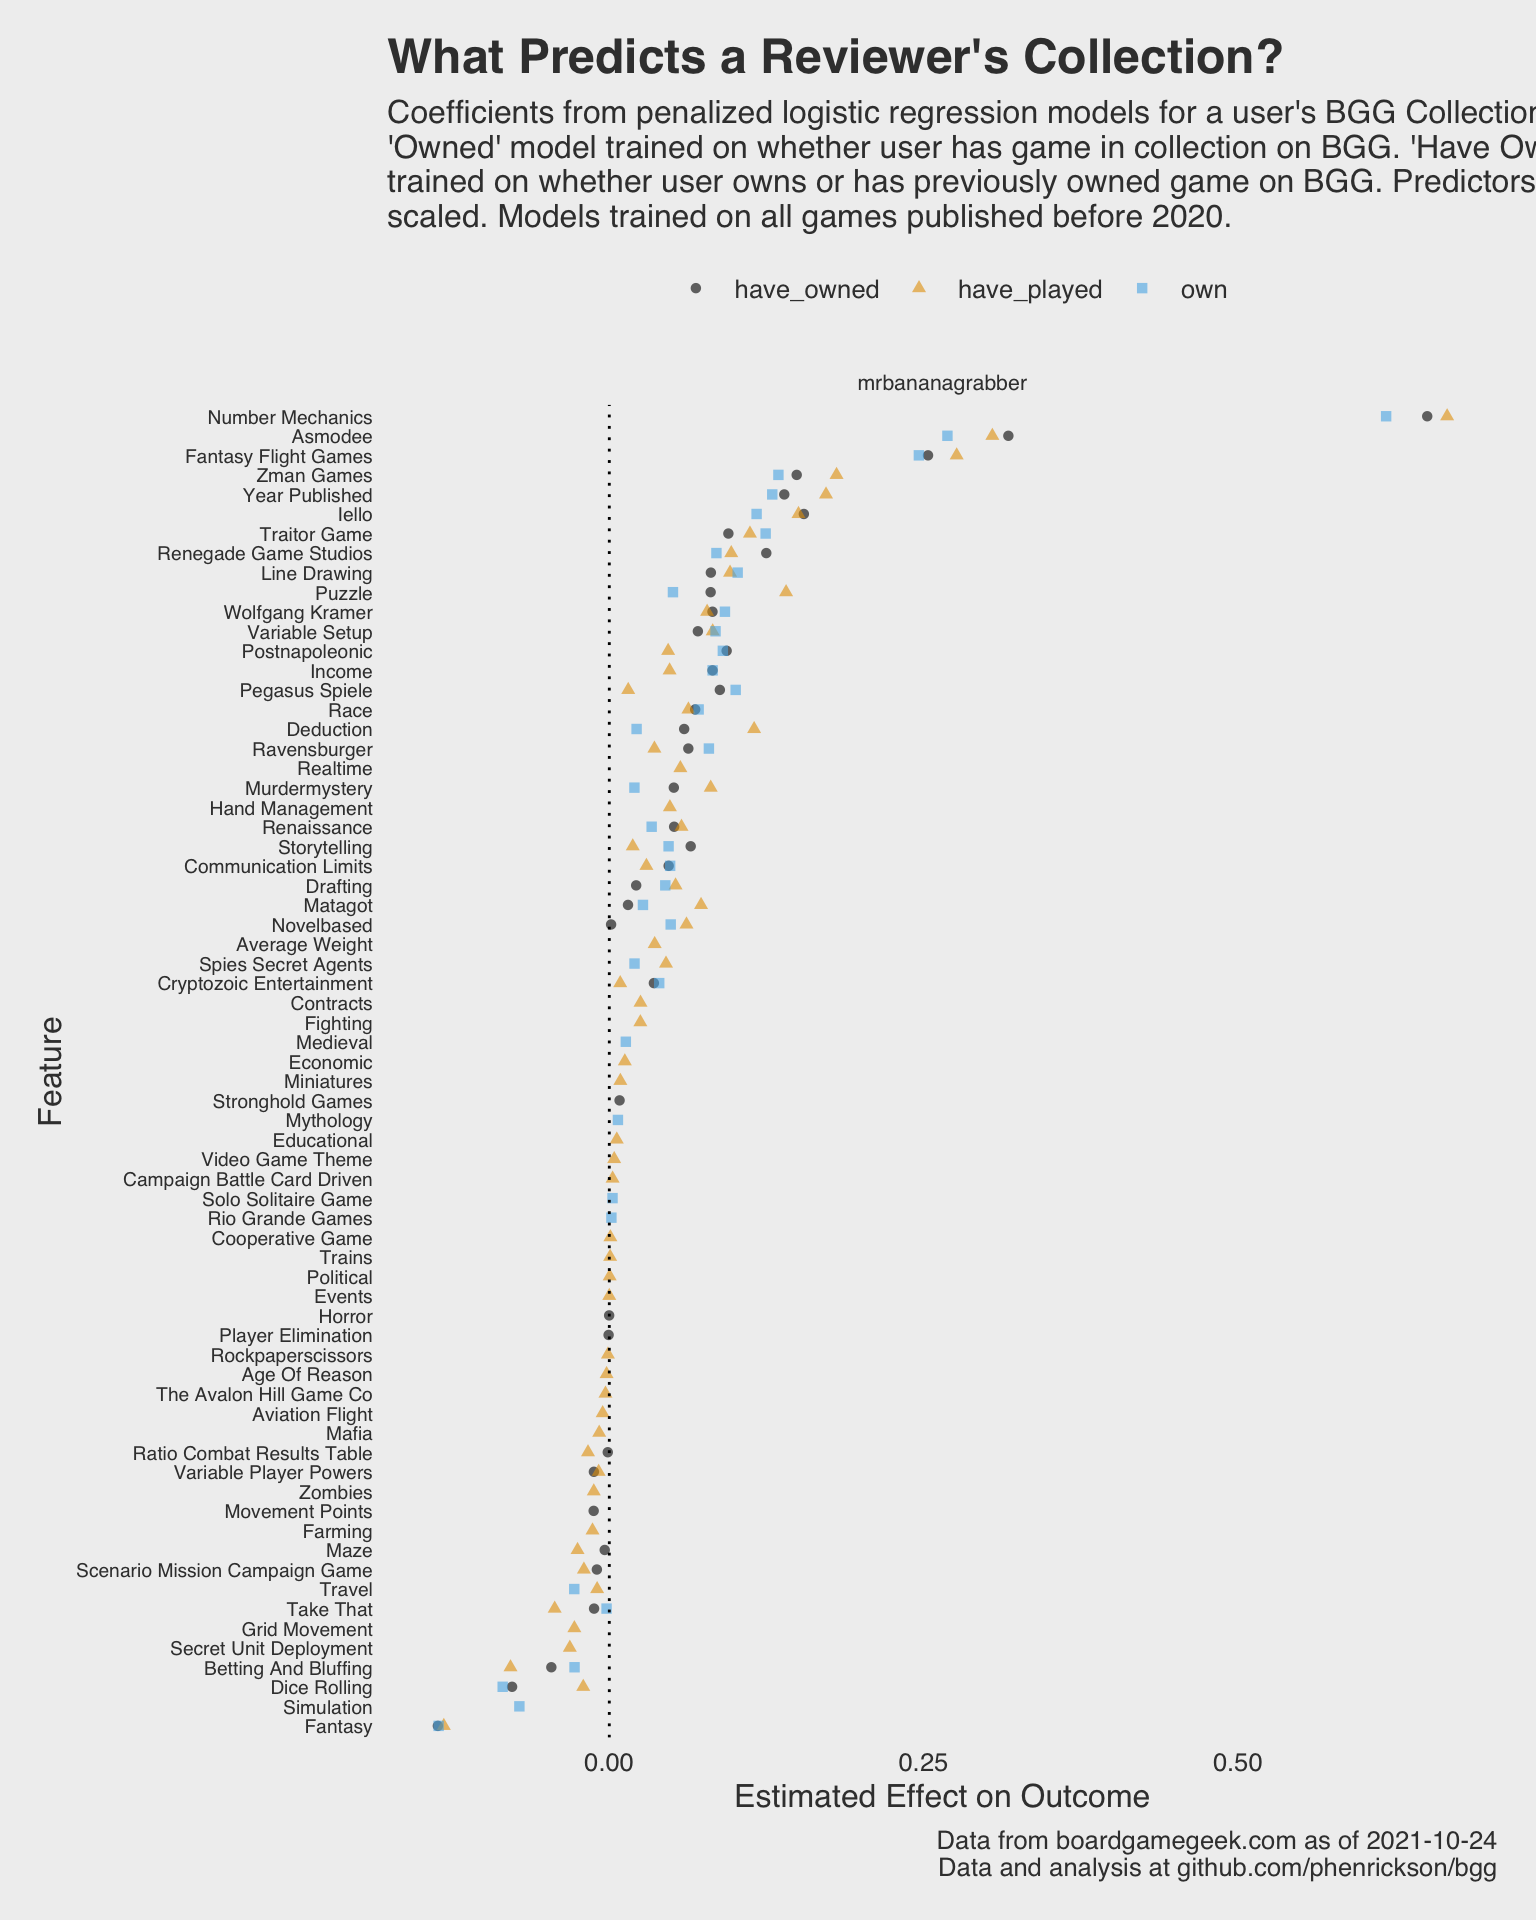 What Predicts a Reviewer's Collection?
Coefficients from penalized logistic regression models for a user's BGG Collection
'Owned' model trained on whether user has game in collection on BGG. 'Have Ow
trained on whether user owns or has previously owned game on BGG. Predictors
scaled. Models trained on all games published before 2020.
have_owned have_played own
mrbananagrabber
Number Mechanics
Asmodee
Fantasy Flight Games
Zman Games
Year Published
Iello
Traitor Game
Renegade Game Studios
Line Drawing
Puzzle
Wolfgang Kramer
Variable Setup
Postnapoleonic
Income
Pegasus Spiele
Race
Deduction
Ravensburger
Realtime
Murdermystery
Hand Management
Renaissance
Storytelling
Communication Limits
Drafting
Matagot
Novelbased
Average Weight
Spies Secret Agents
Cryptozoic Entertainment
Contracts
Fighting
Medieval
Economic
Miniatures
Stronghold Games
Mythology
Educational
Video Game Theme
Campaign Battle Card Driven
Solo Solitaire Game
Rio Grande Games
Cooperative Game
Trains
Political
Events
Horror
Player Elimination
Rockpaperscissors
Age Of Reason
The Avalon Hill Game Co
Aviation Flight
Mafia
Ratio Combat Results Table
Variable Player Powers
Zombies
Movement Points
Farming
Maze
Scenario Mission Campaign Game
Travel
Take That
Grid Movement
Secret Unit Deployment
Betting And Bluffing
Dice Rolling
Simulation
Fantasy
Feature
0.00 0.25 0.50
Estimated Effect on Outcome
Data from boardgamegeek.com as of 2021-10-24
Data and analysis at github.com/phenrickson/bgg